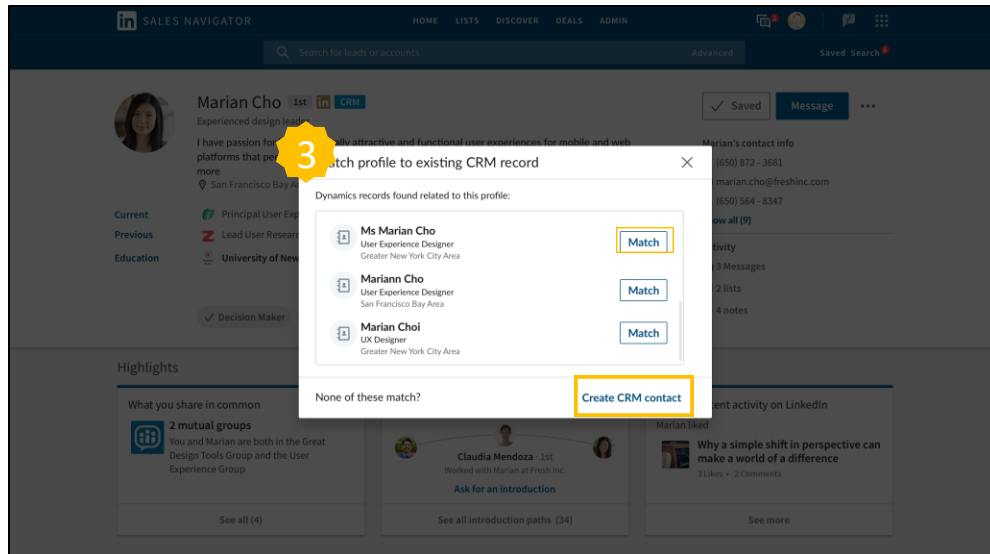 in SALES NAVIGATOR HOME LISTS DISCOVER DEALS ADMIN
Search for leads or accounts Advanced Saved Search 6
Marian Cho 1st in CRM
Experienced design leader
I have passion for ally attractive and functional user experiences for mobile and web
platforms that
more
San Francisco Bay
Current
Principal User Exp
Previous
Lead User Researc
Education
University of New
Decision Maker
Saved Message
Marian's contact info
(650) 872 - 3681
marian.cho@freshinc.com
(650) 564 - 8347
ow all (9)
tivity
3 Messages
2 lists
4 notes
3
atch profile to existing CRM record
Dynamics records found related to this profile:
Ms Marian Cho
User Experience Designer
Greater New York City Area
Match
Mariann Cho
User Experience Designer
San Francisco Bay Area
Match
Marian Choi
UX Designer
Greater New York City Area
Match
None of these match? Create CRM contact
Highlights
What you share in common
2 mutual groups
You and Marian are both in the Great
Design Tools Group and the User
Experience Group
See all (4)
Claudia Mendoza · 1st
Worked with Marian at Fresh Inc.
Ask for an introduction
See all introduction paths (34)
cent activity on LinkedIn
Marian liked
Why a simple shift in perspective can
make a world of a difference
3 Likes • 2 Comments
See more